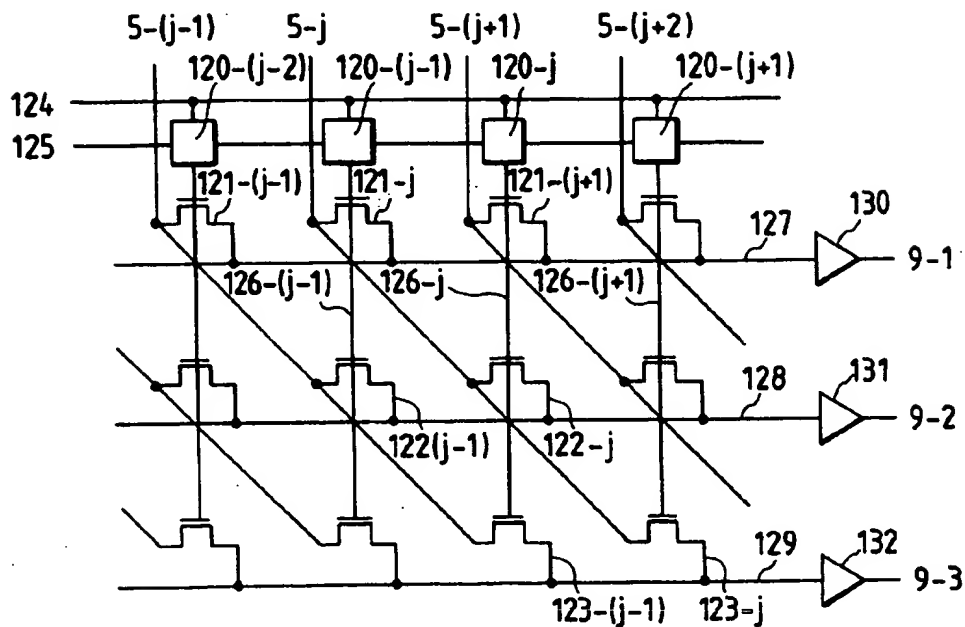 5-(j-1) 5-j 5-(j+1) 5-(j+2)
120-(j-2) 120-(j-1) 120-j 120-(j+1)
124
125
121-(j-1) 121-j 121-(j+1)
127 130
9-1
126-(j-1) 126-j 126-(j+1)
128 131
9-2
122(j-1) 122-j
129 132
9-3
123-(j-1) 123-j